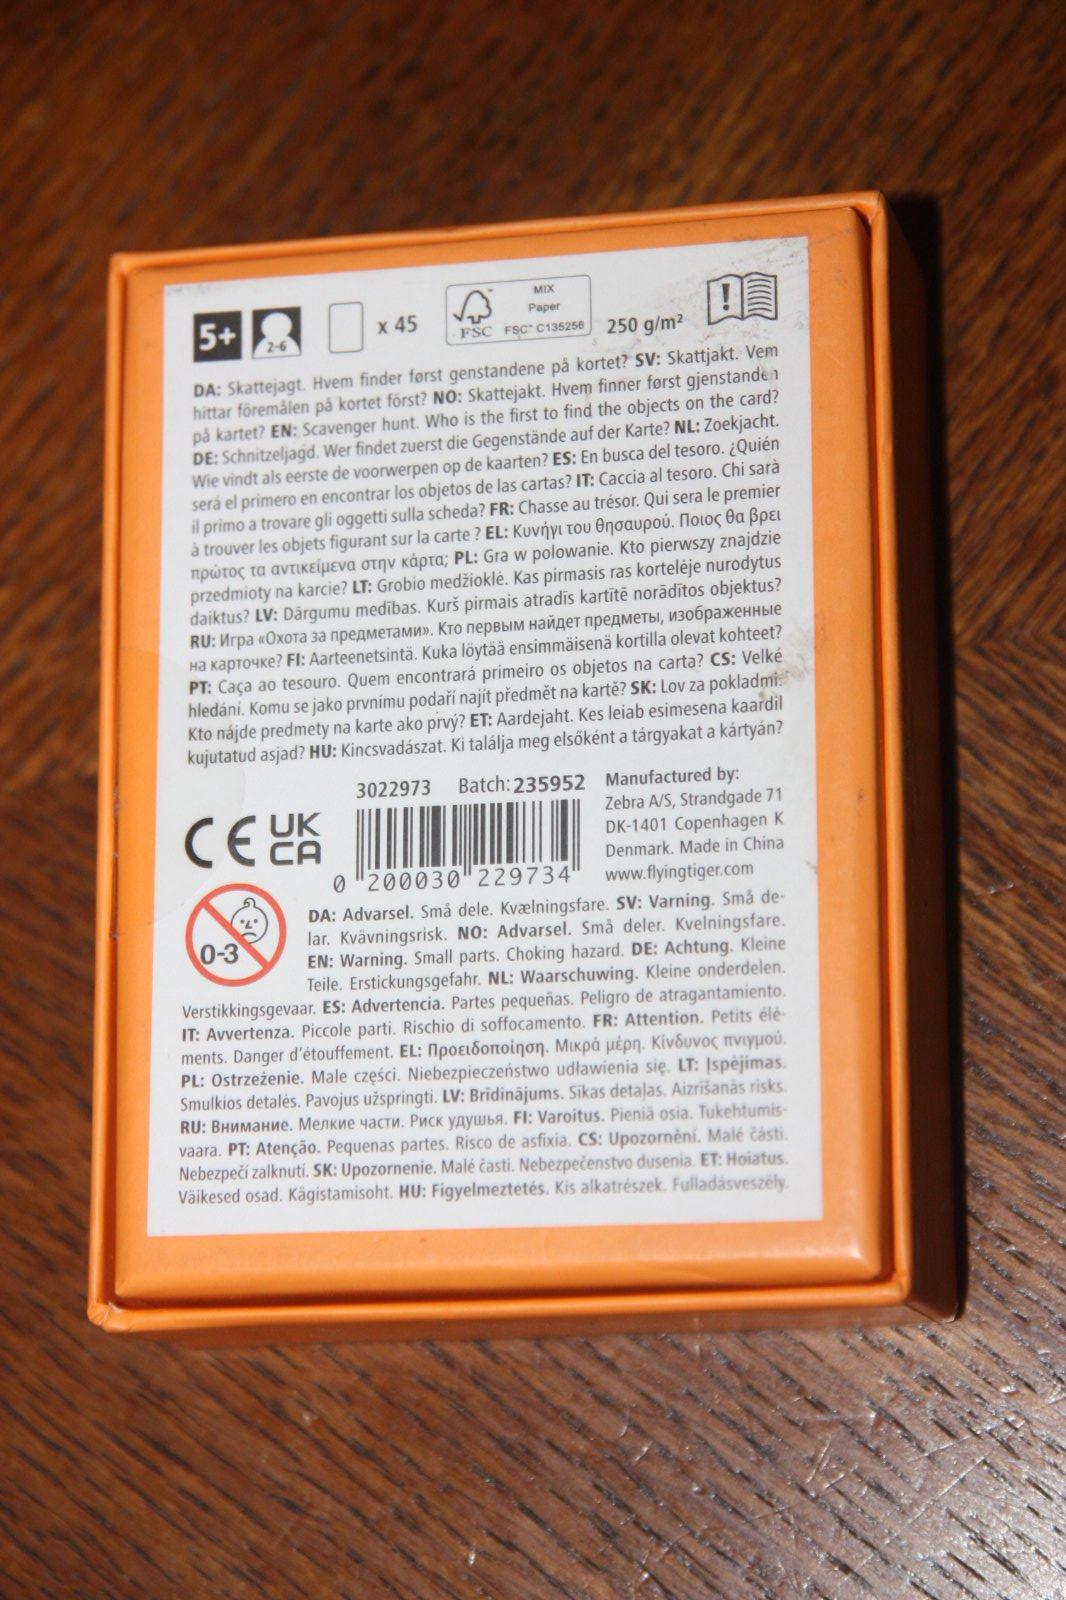 5+ 2-6 x 45 FSC MIX
Paper
FSC™ C135256 250 g/m² !
DA: Skattejagt. Hvem finder først genstandene på kortet? SV: Skattjakt. Vem
hittar föremålen på kortet först? NO: Skattejakt. Hvem finner først gjenstanden
på kartet? EN: Scavenger hunt. Who is the first to find the objects on the card?
DE: Schnitzeljagd. Wer findet zuerst die Gegenstände auf der Karte? NL: Zoekjacht.
Wie vindt als eerste de voorwerpen op de kaarten? ES: En busca del tesoro. ¿Quién
será el primero en encontrar los objetos de las cartas? IT: Caccia al tesoro. Chi sarà
il primo a trovare gli oggetti sulla scheda? FR: Chasse au trésor. Qui sera le premier
à trouver les objets figurant sur la carte ? EL: Κυνήγι του θησαυρού. Ποιος θα βρει
πρώτος τα αντικείμενα στην κάρτα; PL: Gra w polowanie. Kto pierwszy znajdzie
przedmioty na karcie? LT: Grobio medžioklė. Kas pirmasis ras kortelėje nurodytus
daiktus? LV: Dārgumu medības. Kurš pirmais atradīs kartītē norādītos objektus?
RU: Игра «Охота за предметами». Кто первым найдет предметы, изображенные
на карточке? FI: Aarteenetsintä. Kuka löytää ensimmäisenä kortilla olevat kohteet?
PT: Caça ao tesouro. Quem encontrará primeiro os objetos na carta? CS: Velké
hledání. Komu se jako prvnímu podaří najít předmět na kartě? SK: Lov za pokladmi.
Kto nájde predmety na karte ako prvý? ET: Aardejaht. Kes leiab esimesena kaardil
kujutatud asjad? HU: Kincsvadászat. Ki találja meg elsőként a tárgyakat a kártyán?
3022973 Batch: 235952
CE UK
CA
0 200030 229734
Manufactured by:
Zebra A/S, Strandgade 71
DK-1401 Copenhagen K
Denmark. Made in China
www.flyingtiger.com
0-3
DA: Advarsel. Små dele. Kvælningsfare. SV: Varning. Små de-
lar. Kvävningsrisk. NO: Advarsel. Små deler. Kvelningsfare.
EN: Warning. Small parts. Choking hazard. DE: Achtung. Kleine
Teile. Erstickungsgefahr. NL: Waarschuwing. Kleine onderdelen.
Verstikkingsgevaar. ES: Advertencia. Partes pequeñas. Peligro de atragantamiento.
IT: Avvertenza. Piccole parti. Rischio di soffocamento. FR: Attention. Petits élé-
ments. Danger d’étouffement. EL: Προειδοποίηση. Μικρά μέρη. Κίνδυνος πνιγμού.
PL: Ostrzeżenie. Małe części. Niebezpieczeństwo udławienia się. LT: Įspėjimas.
Smulkios detalės. Pavojus užspringti. LV: Brīdinājums. Sīkas detaļas. Aizrīšanās risks.
RU: Внимание. Мелкие части. Риск удушья. FI: Varoitus. Pieniä osia. Tukehtumis-
vaara. PT: Atenção. Pequenas partes. Risco de asfixia. CS: Upozornění. Malé části.
Nebezpečí zalknutí. SK: Upozornenie. Malé časti. Nebezpečenstvo dusenia. ET: Hoiatus.
Väikesed osad. Kägistamisoht. HU: Figyelmeztetés. Kis alkatrészek. Fulladásveszély.